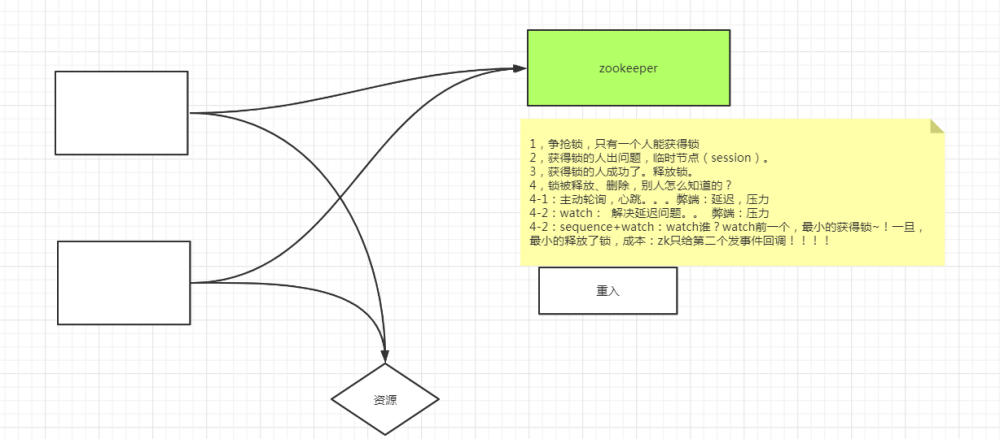 zookeeper
1，争抢锁，只有一个人能获得锁
2，获得锁的人出问题，临时节点（session）。
3，获得锁的人成功了。释放锁。
4，锁被释放、删除，别人怎么知道的？
4-1：主动轮询，心跳。。。弊端：延迟，压力
4-2：watch： 解决延迟问题。。 弊端：压力
4-2：sequence+watch：watch谁？watch前一个，最小的获得锁~！一旦，
最小的释放了锁，成本：zk只给第二个发事件回调！！！！
重入
资源